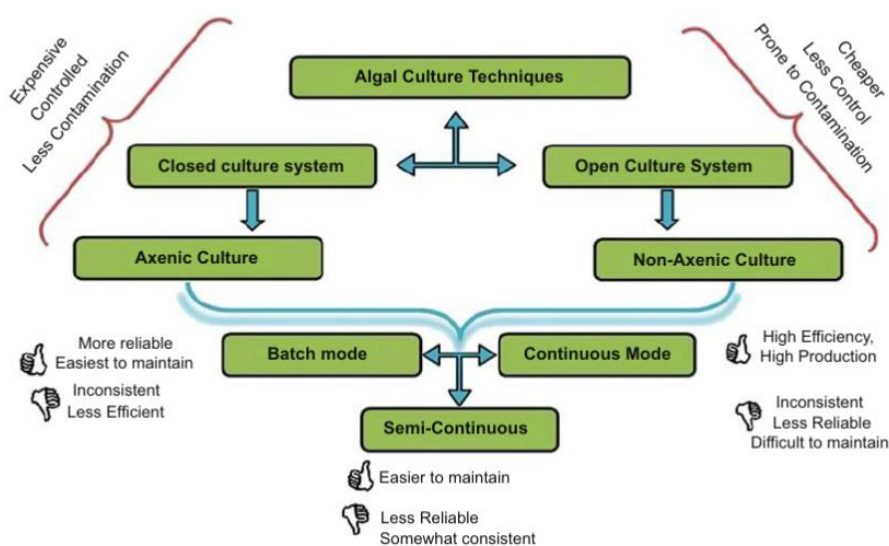 Expensive
Controlled
Less Contamination
Algal Culture Techniques
Cheaper
Less Control
Prone to Contamination
Closed culture system
Open Culture System
Axenic Culture
Non-Axenic Culture
More reliable
Easiest to maintain
Inconsistent
Less Efficient
Batch mode
Continuous Mode
High Efficiency,
High Production
Inconsistent
Less Reliable
Difficult to maintain
Semi-Continuous
Easier to maintain
Less Reliable
Somewhat consistent